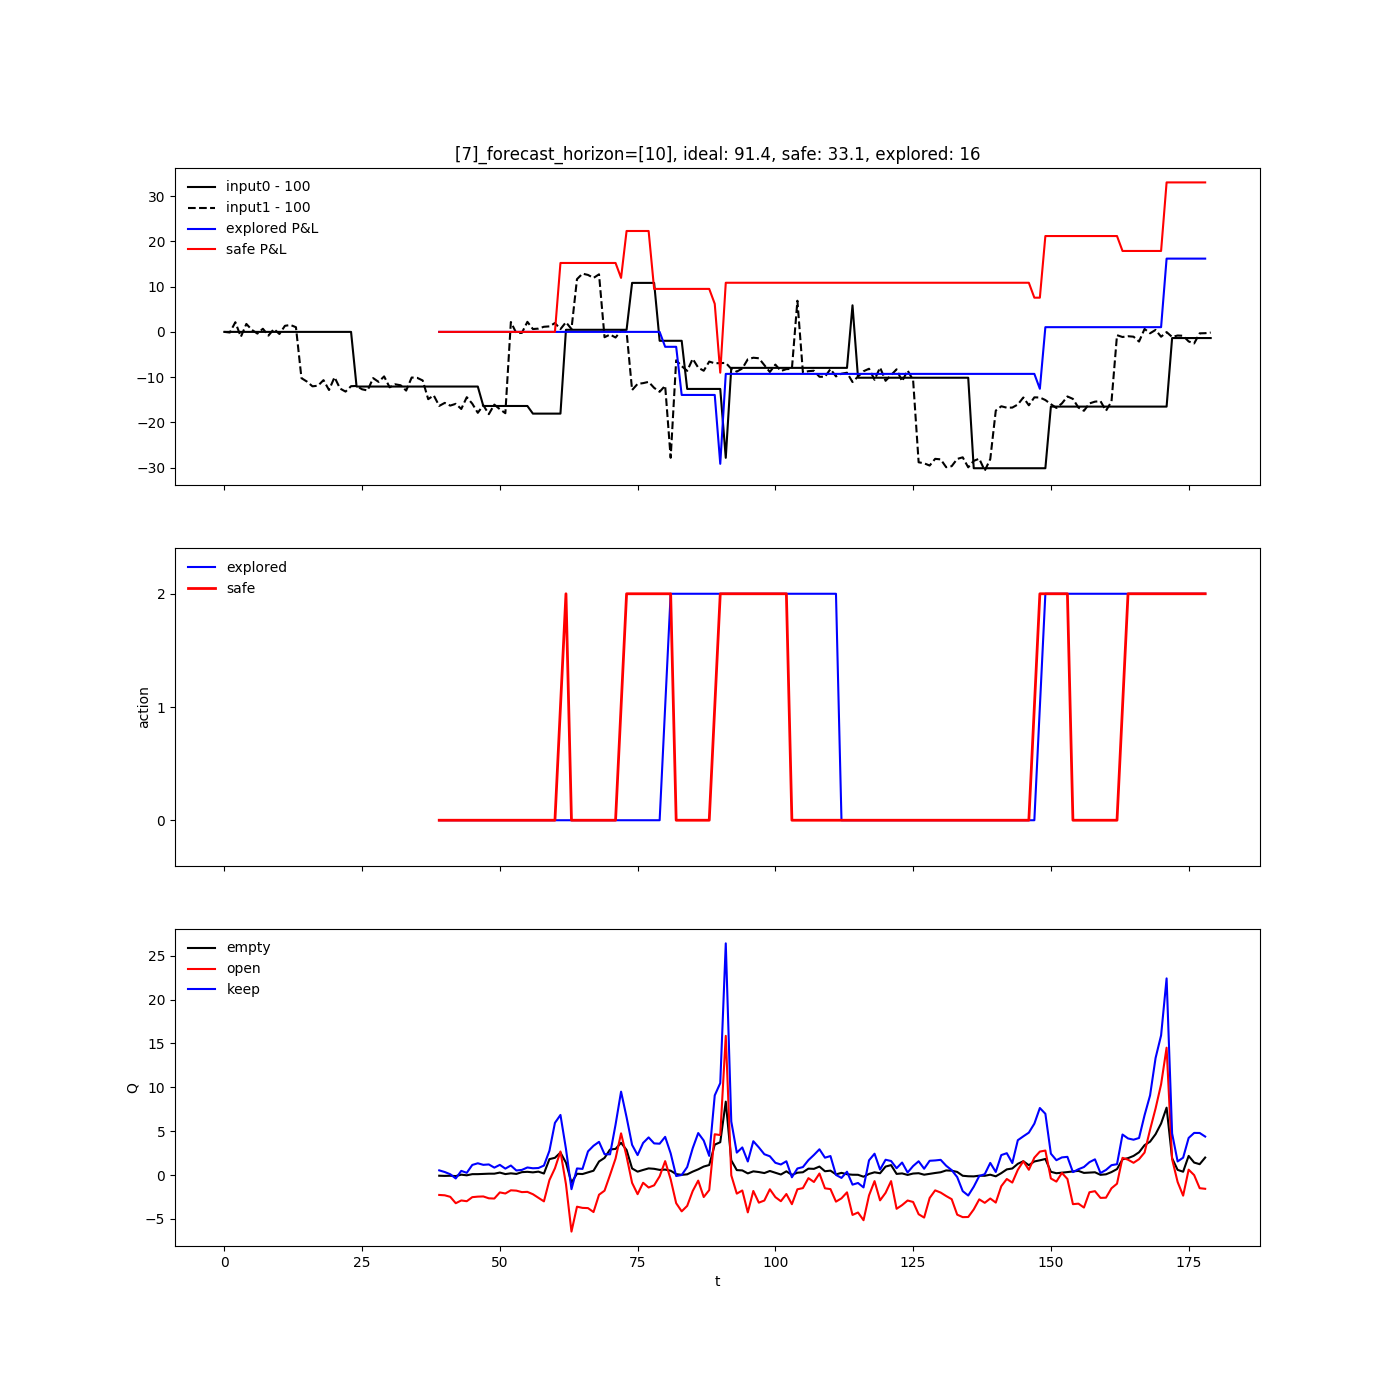 [7]_forecast_horizon=[10], ideal: 91.4, safe: 33.1, explored: 16
input0 - 100
input1 - 100
explored P&L
safe P&L
30
20
10
0
−10
−20
−30
explored
safe
2
1
0
action
empty
open
keep
25
20
15
10
5
0
−5
Q
0 25 50 75 100 125 150 175
t